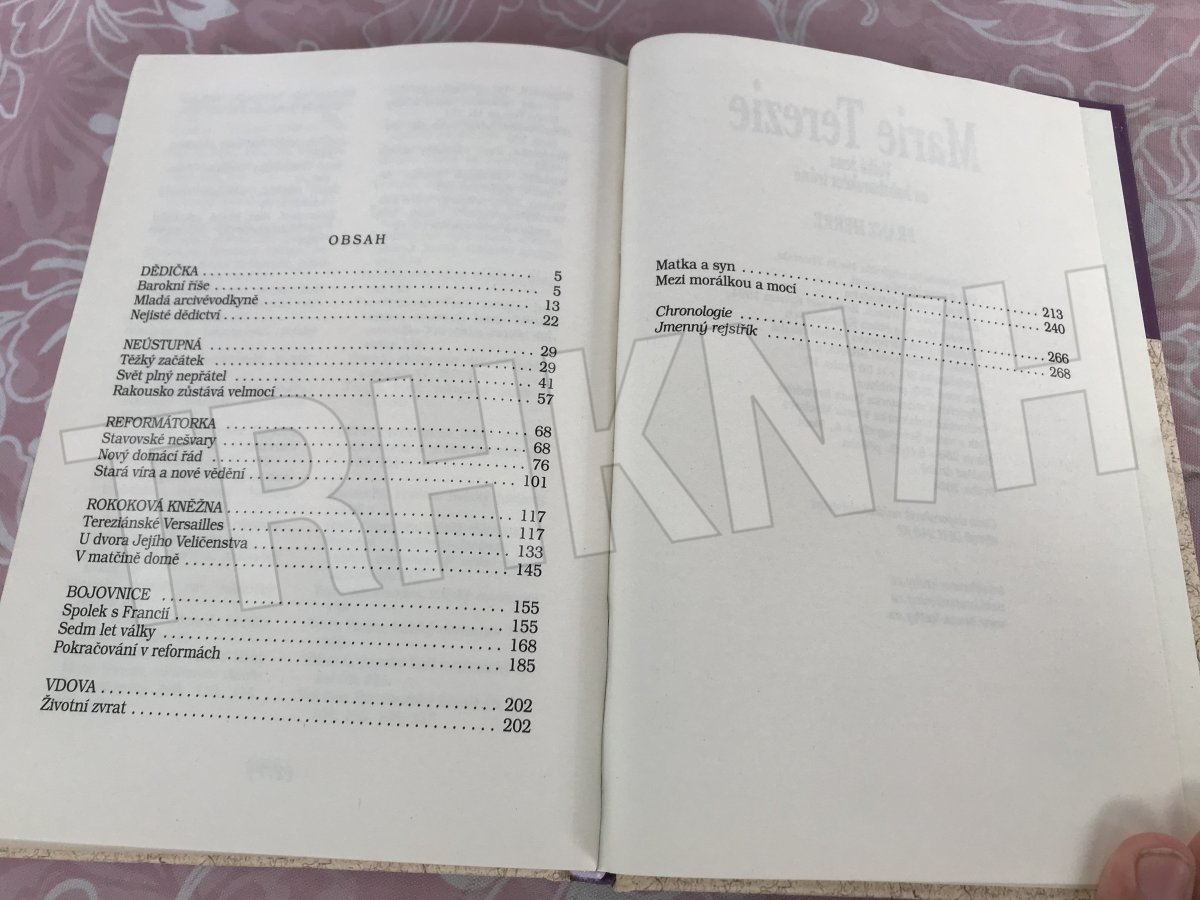 OBSAH
DĚDIČKA 5
Barokní říše 5
Mladá arcivévodkyně 13
Nejisté dědictví 22
NEÚSTUPNÁ 29
Těžký začátek 29
Svět plný nepřátel 41
Rakousko zůstává velmocí 57
REFORMÁTORKA 68
Stavovské nešvary 68
Nový domácí řád 76
Stará víra a nové vědění 101
ROKOKOVÁ KNĚŽNA 117
Tereziánské Versailles 117
U dvora Jejího Veličenstva 133
V matčině domě 145
BOJOVNICE 155
Spolek s Francií 155
Sedm let války 168
Pokračování v reformách 185
VDOVA 202
Životní zvrat 202
Marie Terezie
Matka a syn 213
Mezi morálkou a mocí 240
Chronologie 266
Jmenný rejstřík 268
TRHKNIH